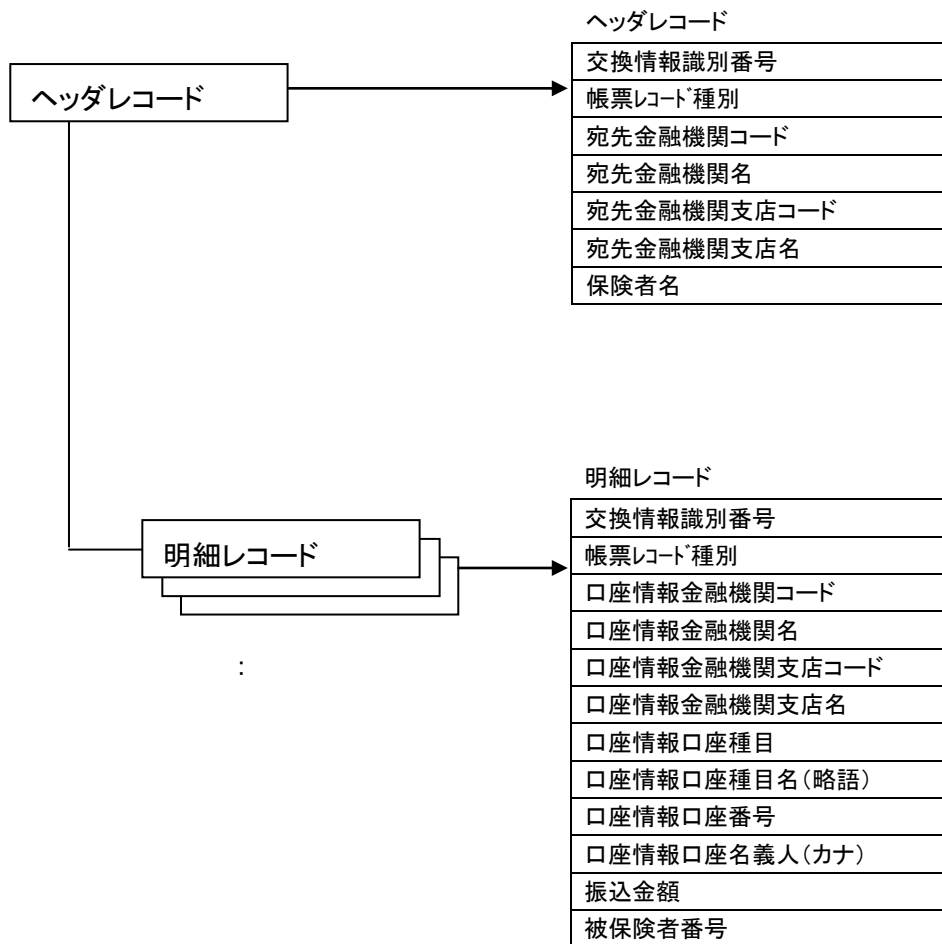 ヘッダレコード
ヘッダレコード
交換情報識別番号
帳票ﾚｺｰﾄﾞ種別
宛先金融機関コード
宛先金融機関名
宛先金融機関支店コード
宛先金融機関支店名
保険者名
明細レコード
明細レコード
:
交換情報識別番号
帳票ﾚｺｰﾄﾞ種別
口座情報金融機関コード
口座情報金融機関名
口座情報金融機関支店コード
口座情報金融機関支店名
口座情報口座種目
口座情報口座種目名(略語)
口座情報口座番号
口座情報口座名義人(カナ)
振込金額
被保険者番号